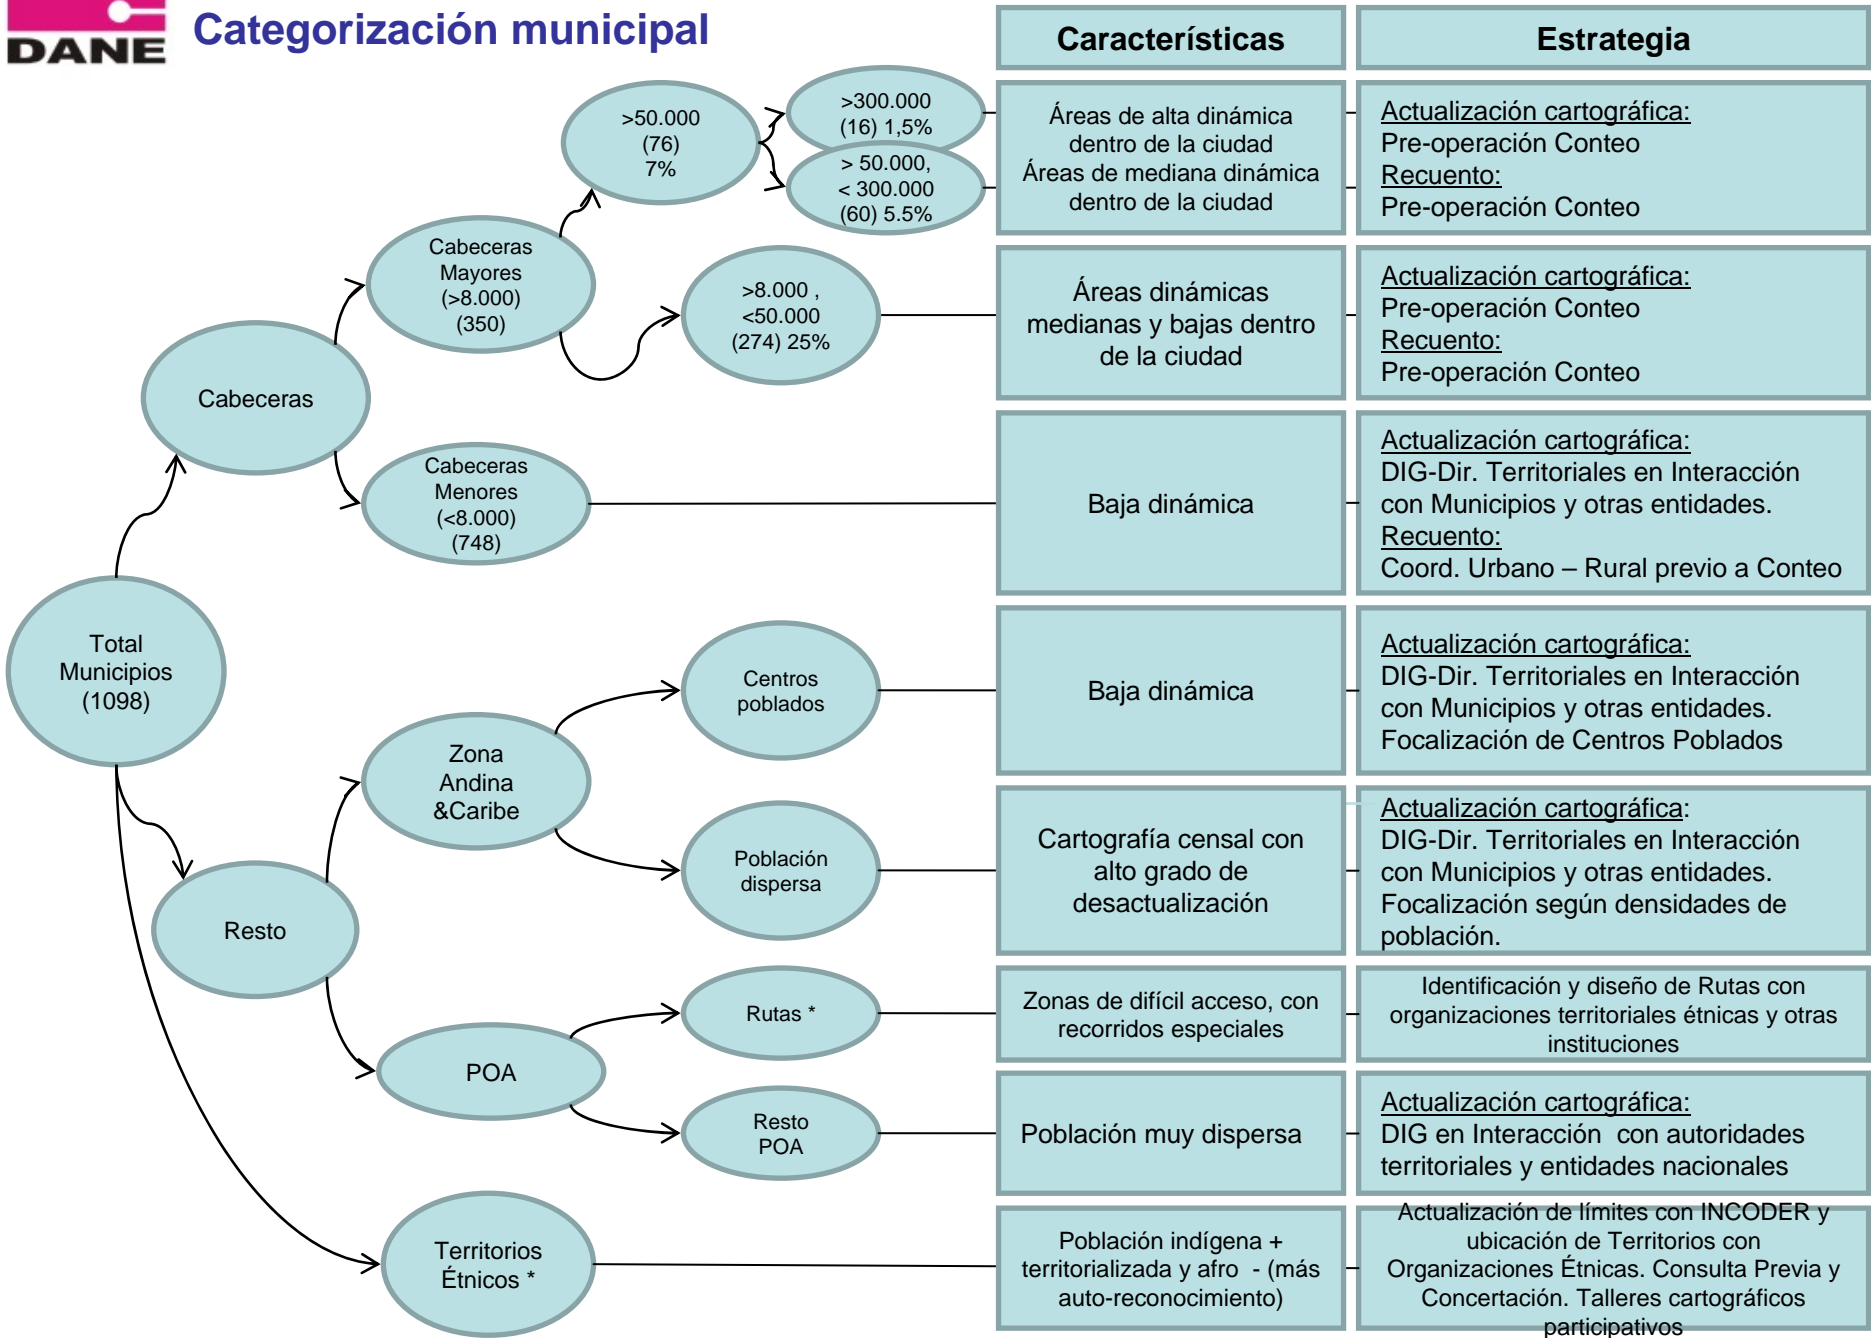 DANE
Categorización municipal
Características
Estrategia
Total
Municipios
(1098)
Cabeceras
Cabeceras
Mayores
(>8.000)
(350)
>50.000
(76)
7%
>300.000
(16) 1,5%
> 50.000,
< 300.000
(60) 5.5%
Áreas de alta dinámica
dentro de la ciudad
Áreas de mediana dinámica
dentro de la ciudad
Actualización cartográfica:
Pre-operación Conteo
Recuento:
Pre-operación Conteo
>8.000 ,
<50.000
(274) 25%
Áreas dinámicas
medianas y bajas dentro
de la ciudad
Actualización cartográfica:
Pre-operación Conteo
Recuento:
Pre-operación Conteo
Cabeceras
Menores
(<8.000)
(748)
Baja dinámica
Actualización cartográfica:
DIG-Dir. Territoriales en Interacción
con Municipios y otras entidades.
Recuento:
Coord. Urbano – Rural previo a Conteo
Resto
Zona
Andina
&Caribe
Centros
poblados
Baja dinámica
Actualización cartográfica:
DIG-Dir. Territoriales en Interacción
con Municipios y otras entidades.
Focalización de Centros Poblados
Población
dispersa
Cartografía censal con
alto grado de
desactualización
Actualización cartográfica:
DIG-Dir. Territoriales en Interacción
con Municipios y otras entidades.
Focalización según densidades de
población.
POA
Rutas *
Zonas de difícil acceso, con
recorridos especiales
Identificación y diseño de Rutas con
organizaciones territoriales étnicas y otras
instituciones
Resto
POA
Población muy dispersa
Actualización cartográfica:
DIG en Interacción  con autoridades
territoriales y entidades nacionales
Territorios
Étnicos *
Población indígena +
territorializada y afro  - (más
auto-reconocimiento)
Actualización de límites con INCODER y
ubicación de Territorios con
Organizaciones Étnicas. Consulta Previa y
Concertación. Talleres cartográficos
participativos